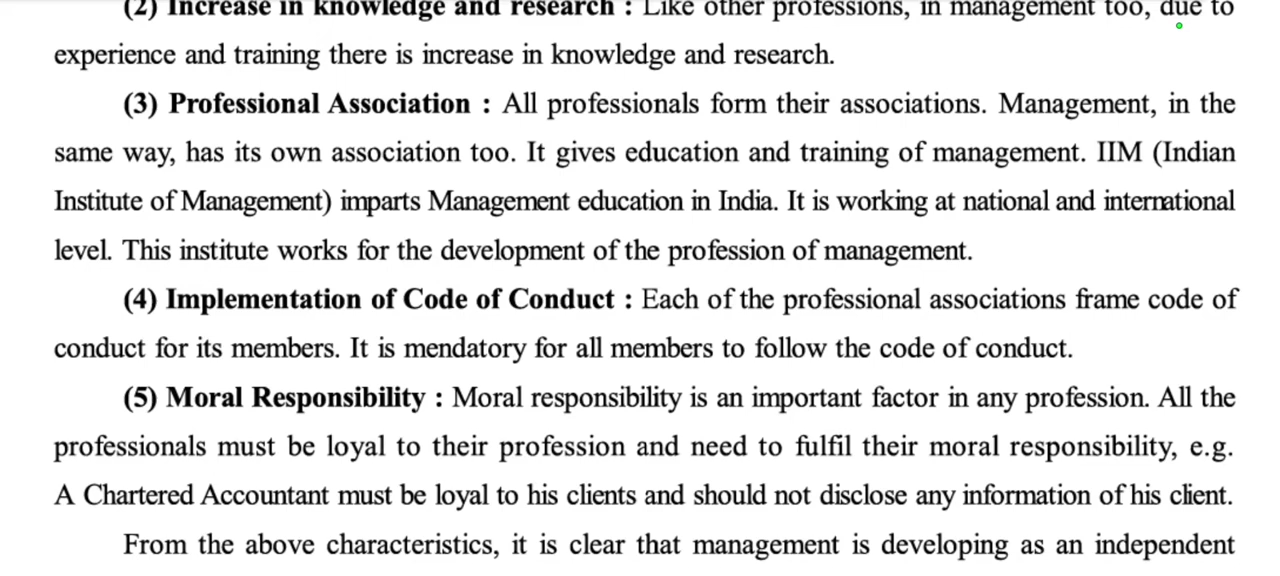 (2) Increase in knowledge and research : Like other professions, in management too, due to
experience and training there is increase in knowledge and research.
(3) Professional Association : All professionals form their associations. Management, in the
same way, has its own association too. It gives education and training of management. IIM (Indian
Institute of Management) imparts Management education in India. It is working at national and international
level. This institute works for the development of the profession of management.
(4) Implementation of Code of Conduct : Each of the professional associations frame code of
conduct for its members. It is mendatory for all members to follow the code of conduct.
(5) Moral Responsibility : Moral responsibility is an important factor in any profession. All the
professionals must be loyal to their profession and need to fulfil their moral responsibility, e.g.
A Chartered Accountant must be loyal to his clients and should not disclose any information of his client.
From the above characteristics, it is clear that management is developing as an independent